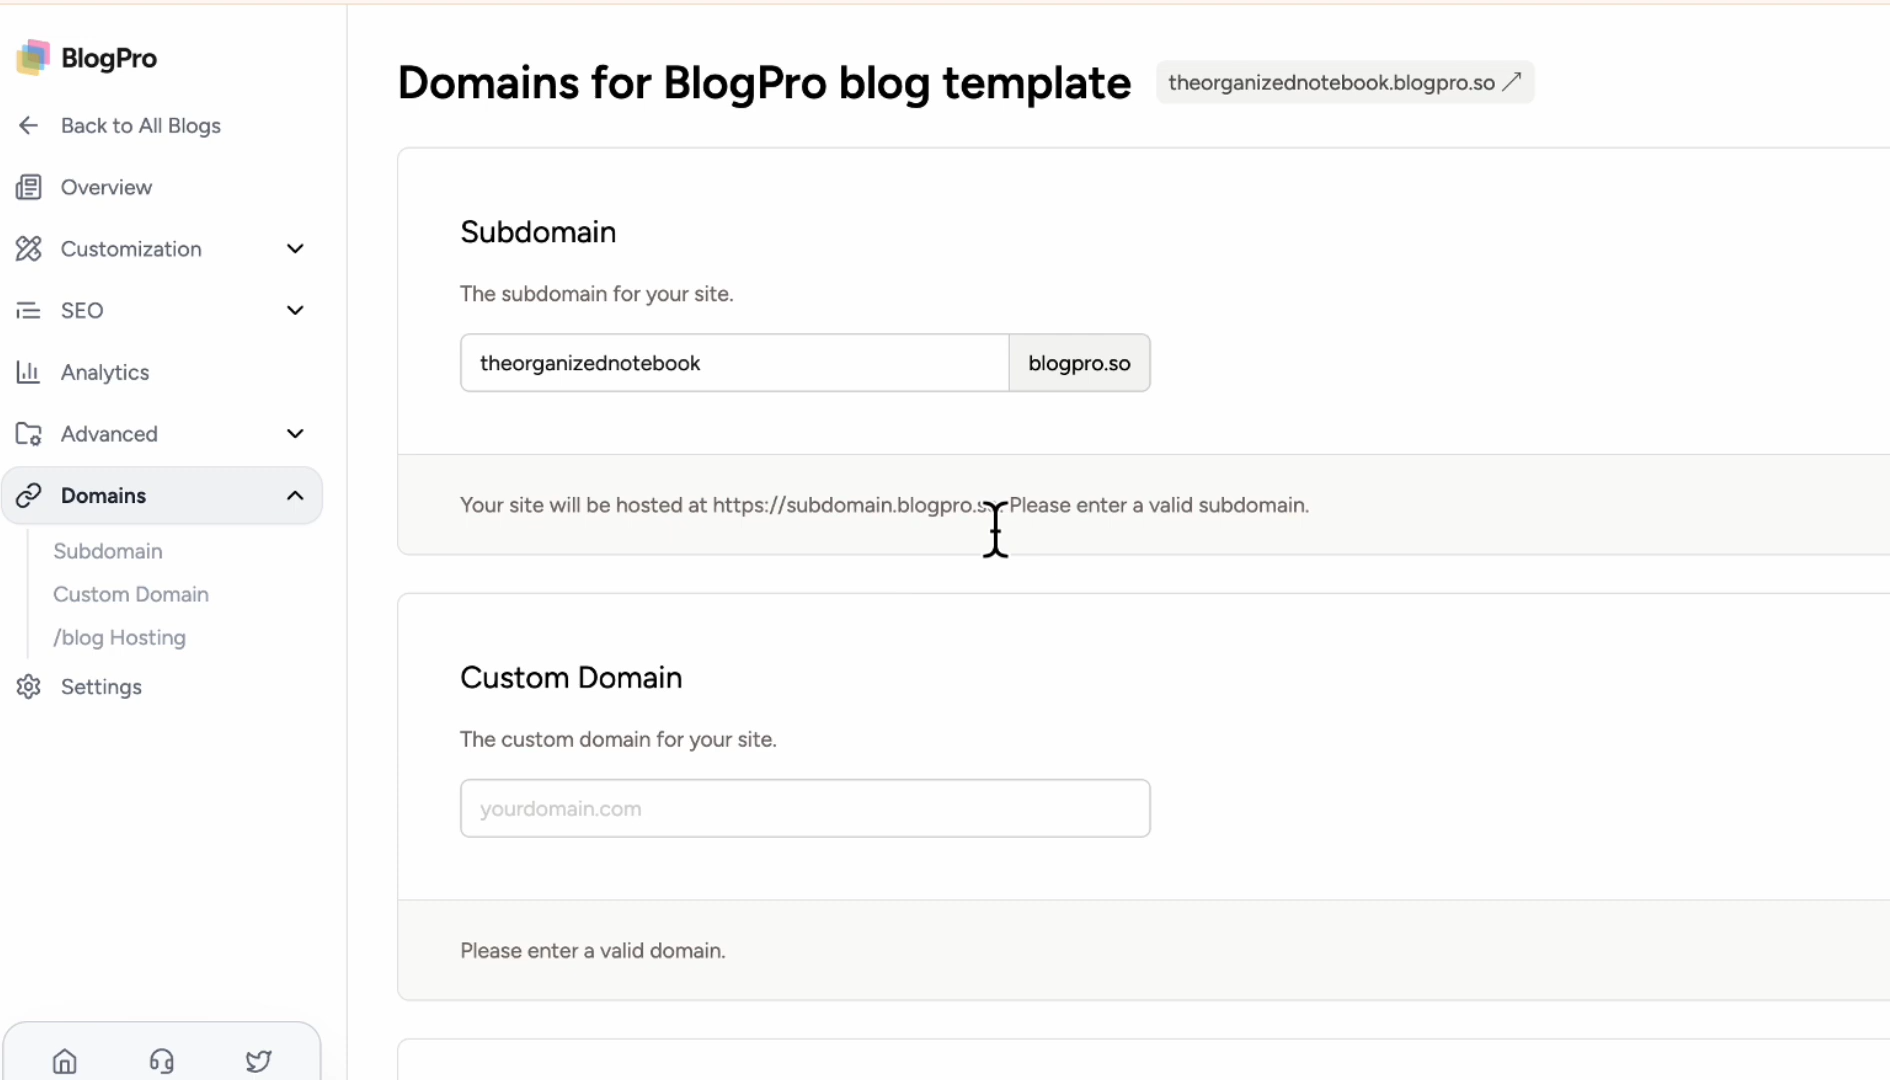 BlogPro
Back to All Blogs
Overview
Customization
SEO
Analytics
Advanced
Domains
Subdomain
Custom Domain
/blog Hosting
Settings
Domains for BlogPro blog template
theorganizednotebook.blogpro.so
Subdomain
The subdomain for your site.
theorganizednotebook
blogpro.so
Your site will be hosted at https://subdomain.blogpro.so. Please enter a valid subdomain.
Custom Domain
The custom domain for your site.
yourdomain.com
Please enter a valid domain.